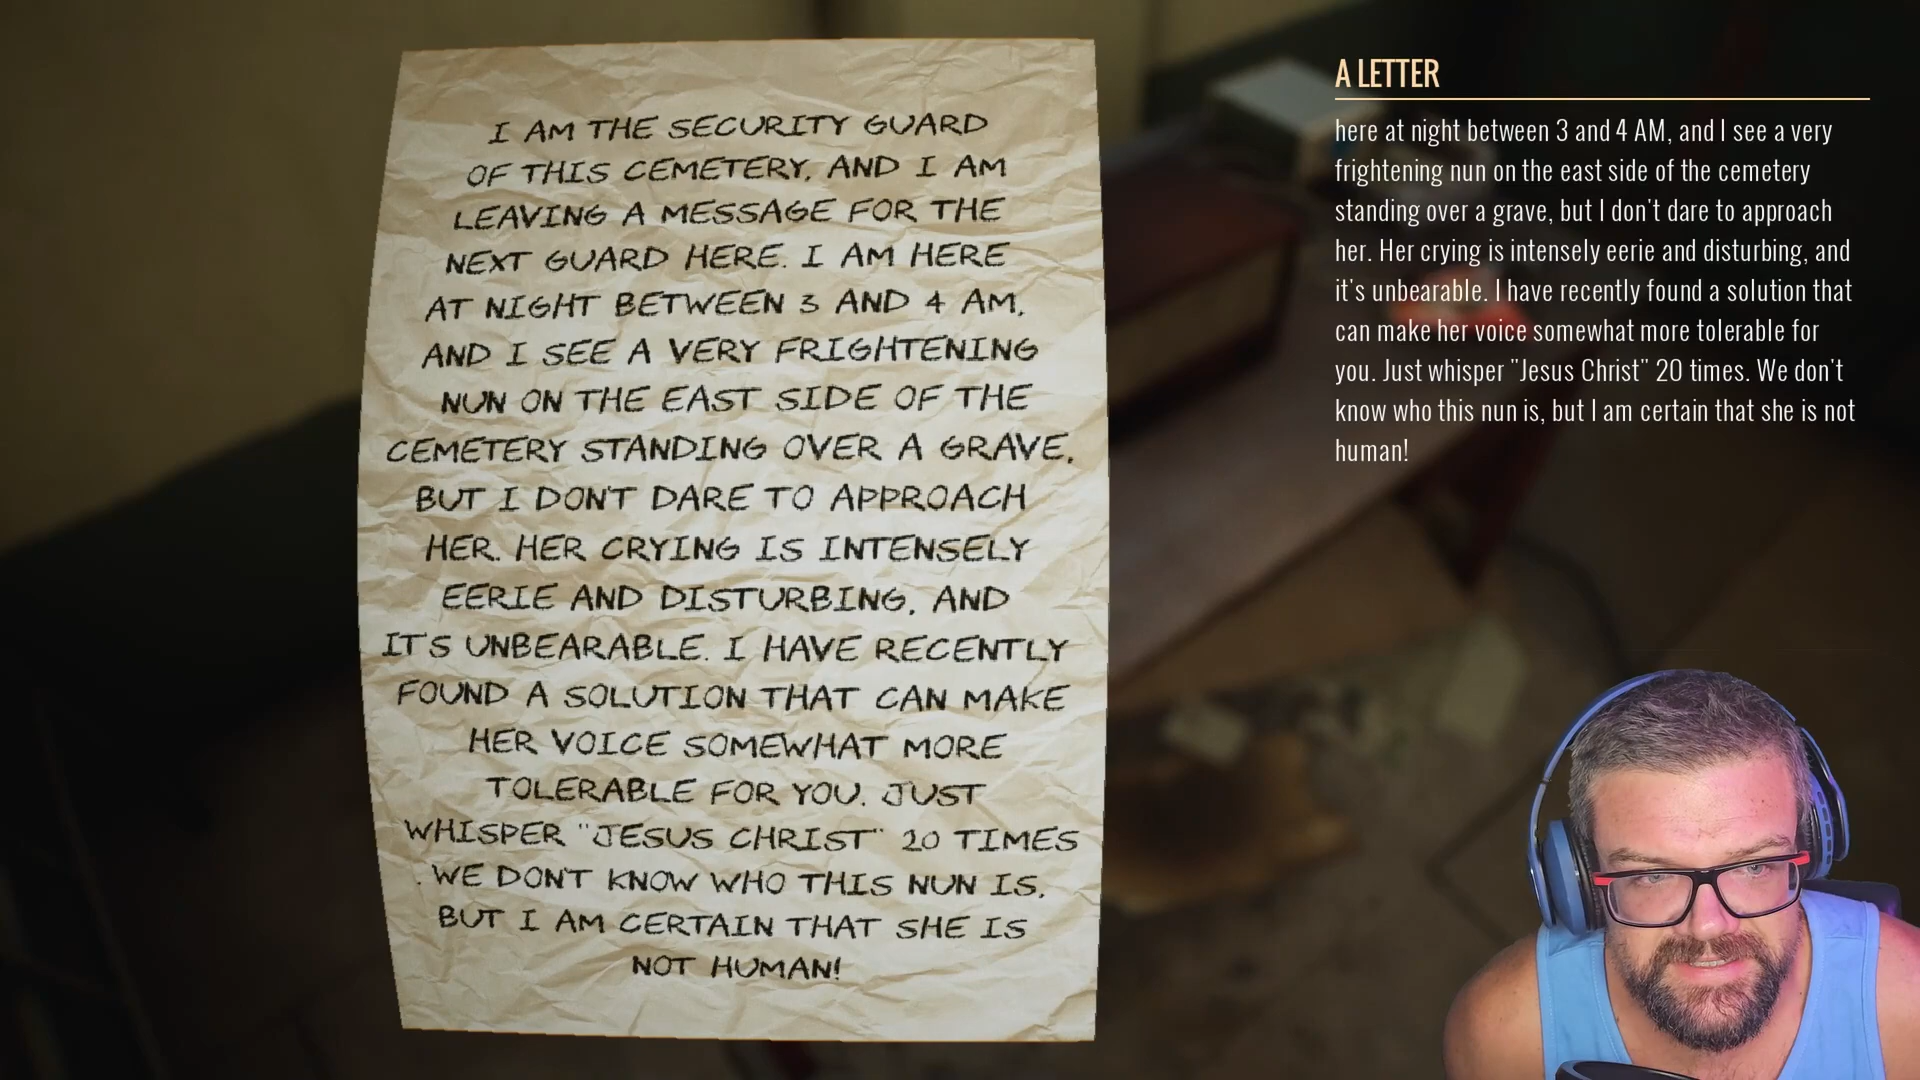 I AM THE SECURITY GUARD
OF THIS CEMETERY, AND I AM
LEAVING A MESSAGE FOR THE
NEXT GUARD HERE. I AM HERE
AT NIGHT BETWEEN 3 AND 4 AM,
AND I SEE A VERY FRIGHTENING
NUN ON THE EAST SIDE OF THE
CEMETERY STANDING OVER A GRAVE,
BUT I DON'T DARE TO APPROACH
HER. HER CRYING IS INTENSELY
EERIE AND DISTURBING, AND
IT'S UNBEARABLE. I HAVE RECENTLY
FOUND A SOLUTION THAT CAN MAKE
HER VOICE SOMEWHAT MORE
TOLERABLE FOR YOU. JUST
WHISPER "JESUS CHRIST" 20 TIMES
. WE DON'T KNOW WHO THIS NUN IS,
BUT I AM CERTAIN THAT SHE IS
NOT HUMAN!
A LETTER
here at night between 3 and 4 AM, and I see a very
frightening nun on the east side of the cemetery
standing over a grave, but I don't dare to approach
her. Her crying is intensely eerie and disturbing, and
it's unbearable. I have recently found a solution that
can make her voice somewhat more tolerable for
you. Just whisper "Jesus Christ" 20 times. We don't
know who this nun is, but I am certain that she is not
human!